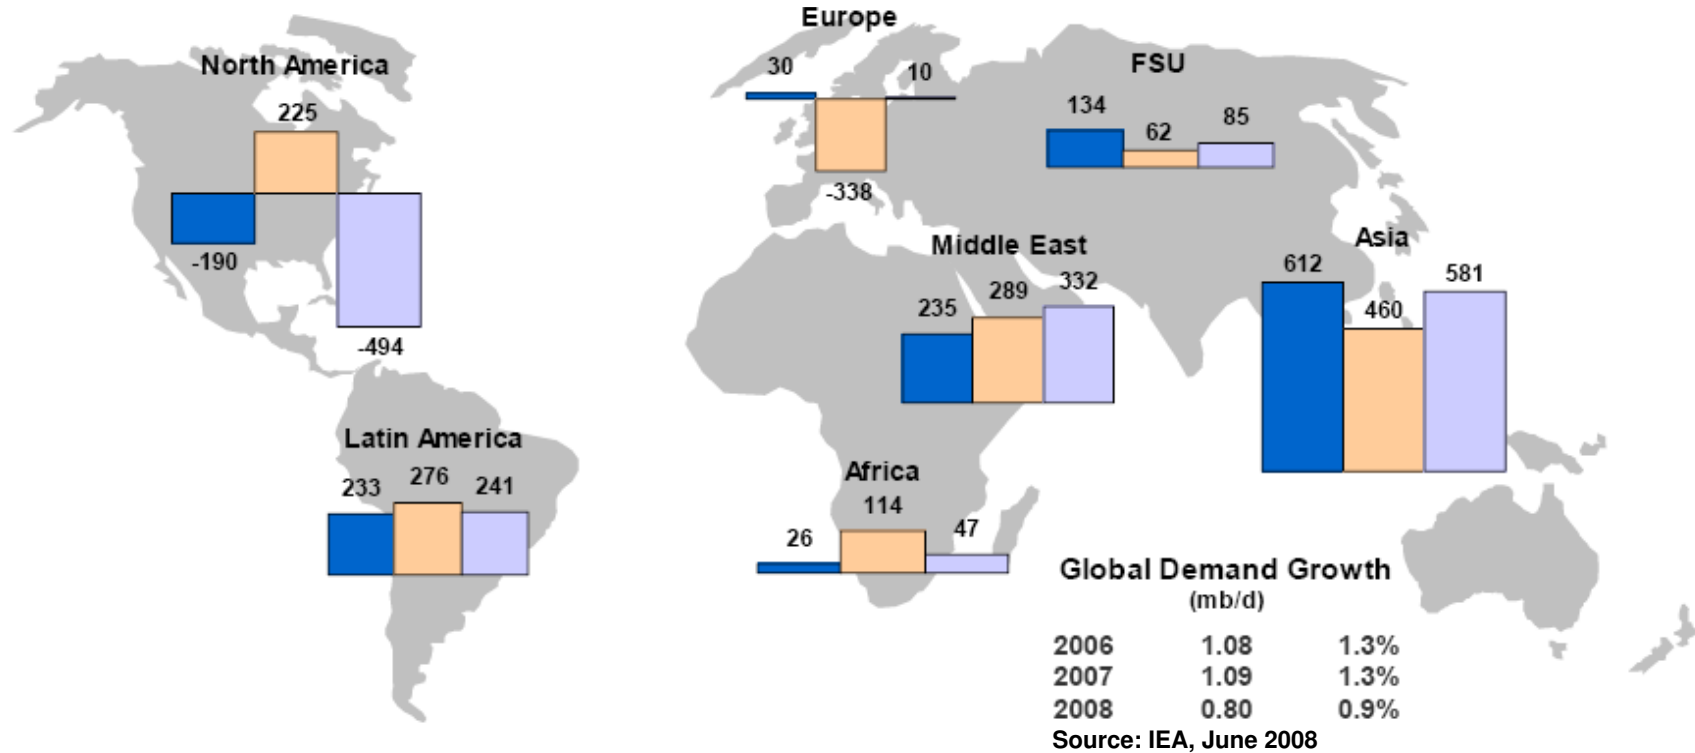 North America
225
-190
-494
Europe
30
10
-338
FSU
134
62
85
Middle East
235
289
332
Asia
612
460
581
Latin America
233
276
241
Africa
26
114
47
Global Demand Growth
(mb/d)
2006 1.08 1.3%
2007 1.09 1.3%
2008 0.80 0.9%
Source: IEA, June 2008